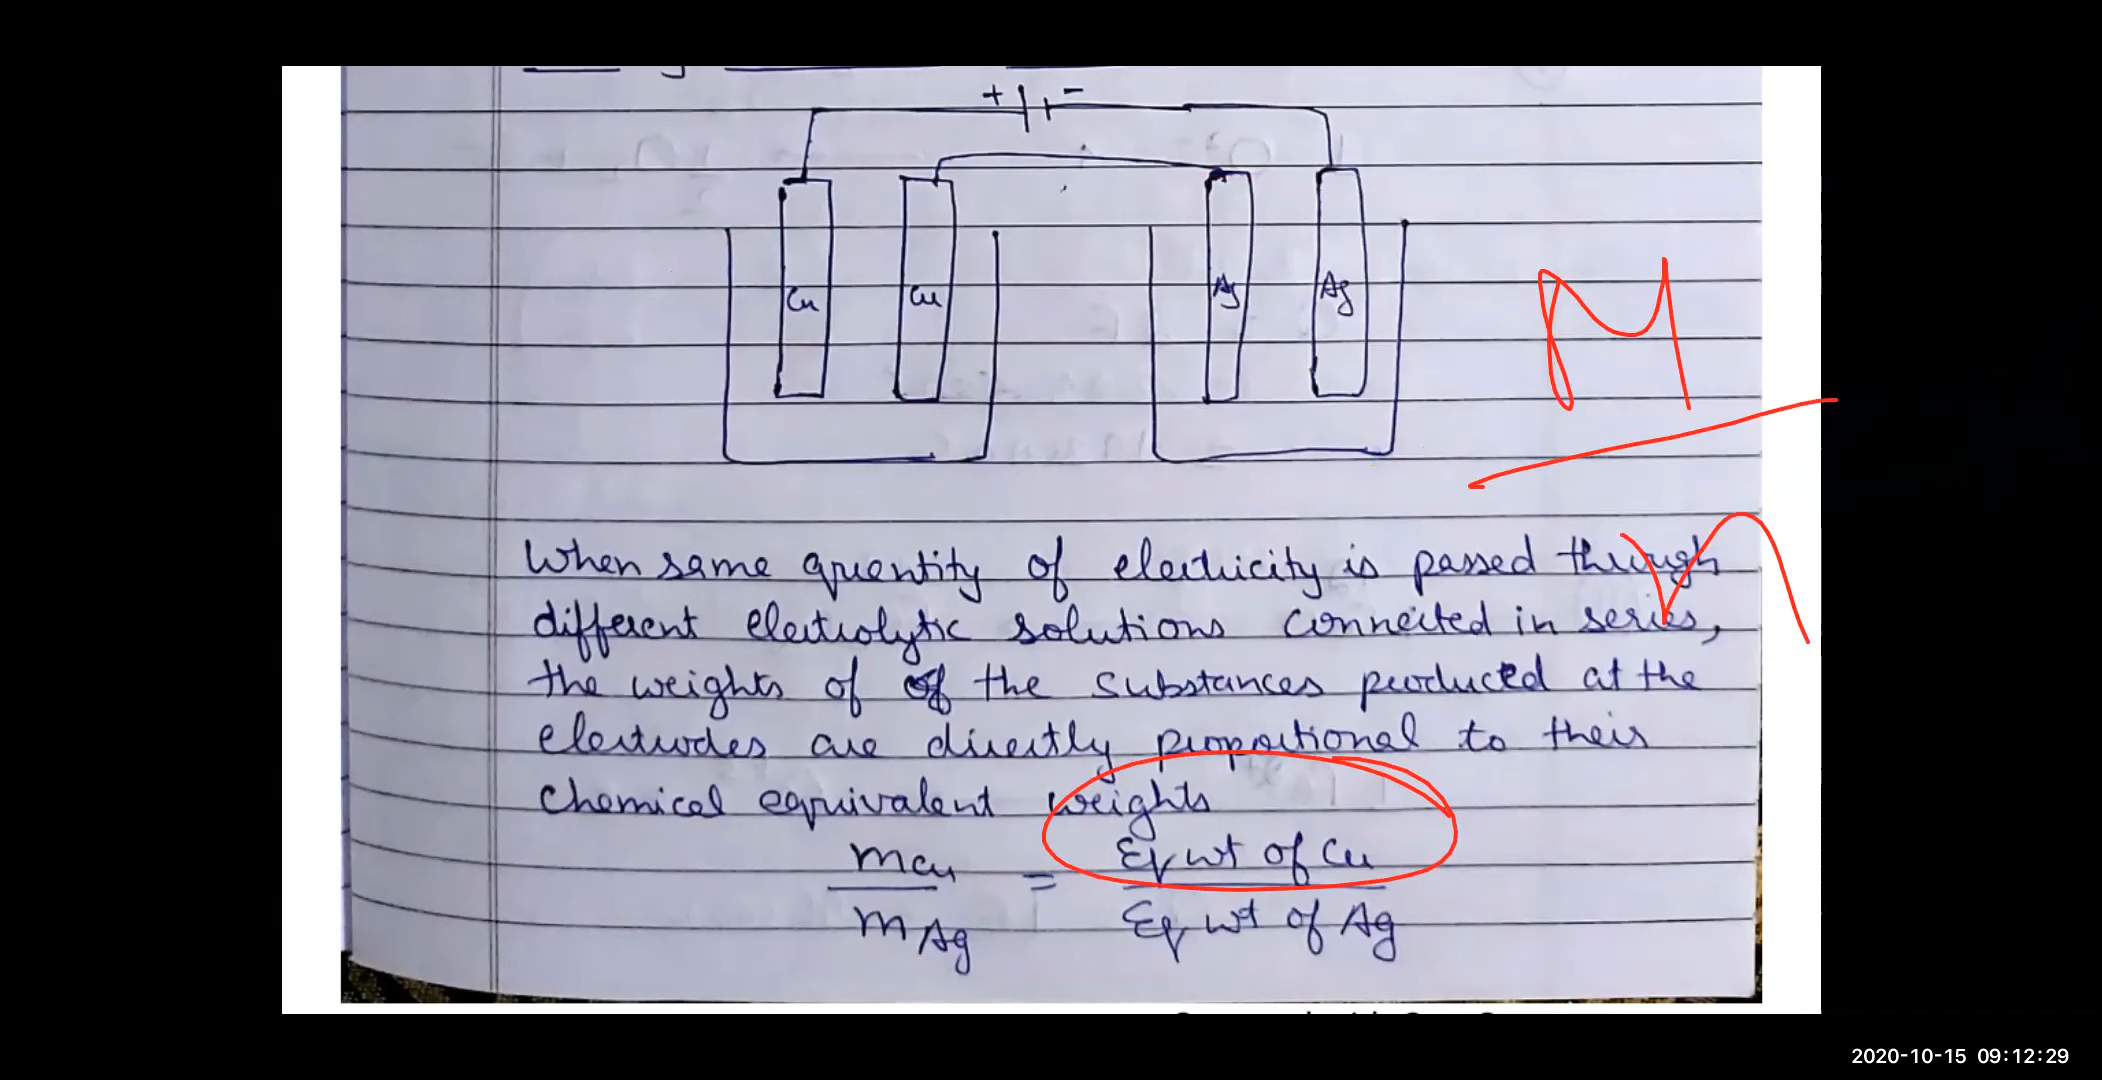 + -
Cu Cu Ag Ag
M
n
When same quentity of electricity is passed through
different electrolytic solutions connected in series,
the weights of of the substances produced at the
electrodes are directly proportional to their
chemical equivalent weights
mcu = Eq wt of Cu
mAg Eq wt of Ag
2020-10-15 09:12:29